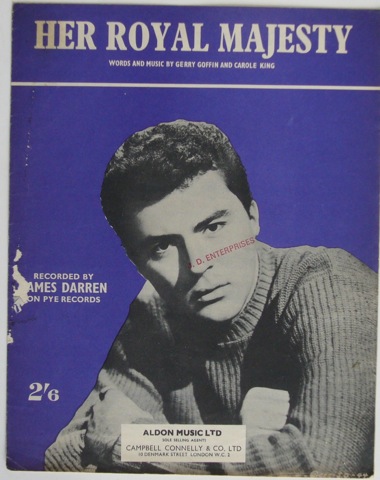 HER ROYAL MAJESTY
WORDS AND MUSIC BY GERRY GOFFIN AND CAROLE KING
. D. ENTERPRISES
RECORDED BY
AMES DARREN
ON PYE RECORDS
2/6
ALDON MUSIC LTD
SOLE SELLING AGENTS
CAMPBELL CONNELLY & CO. LTD
10 DENMARK STREET LONDON W.C.2.